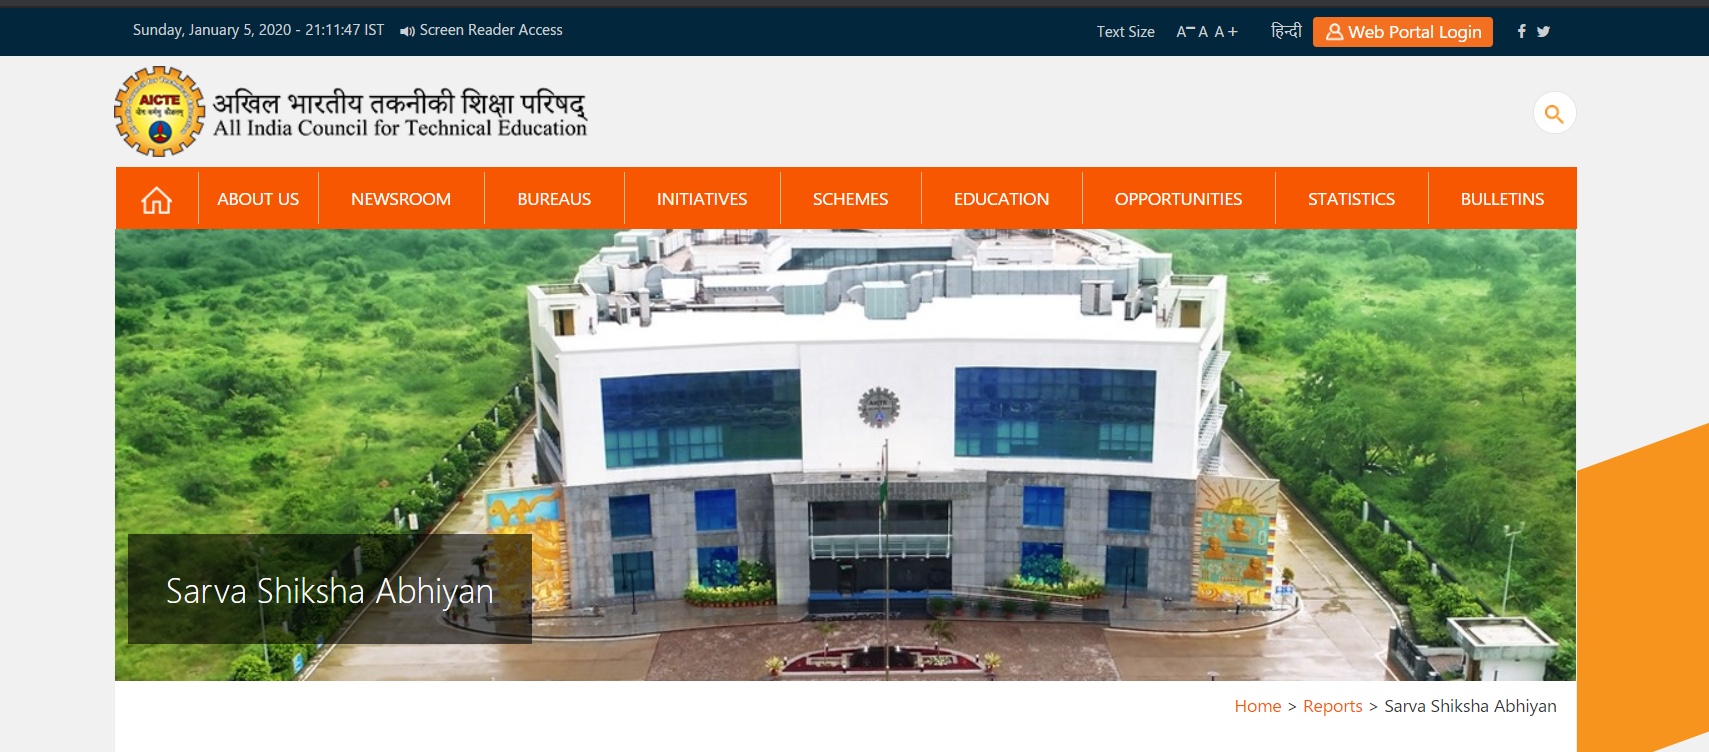 Sunday, January 5, 2020 - 21:11:47 IST Screen Reader Access Text Size A- A A+ हिन्दी Web Portal Login
AICTE
अखिल भारतीय तकनीकी शिक्षा परिषद्
All India Council for Technical Education
ABOUT US NEWSROOM BUREAUS INITIATIVES SCHEMES EDUCATION OPPORTUNITIES STATISTICS BULLETINS
AICTE
Sarva Shiksha Abhiyan
Home > Reports > Sarva Shiksha Abhiyan